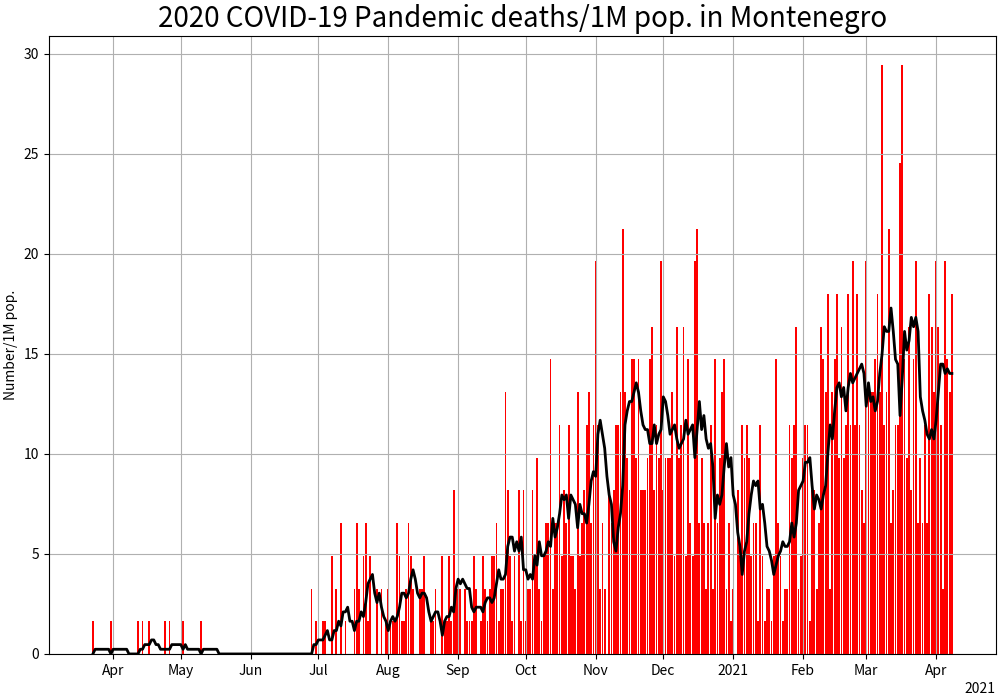 2020 COVID-19 Pandemic deaths/1M pop. in Montenegro
Number/1M pop.
30
25
20
15
10
5
0
Apr May Jun Jul Aug Sep Oct Nov Dec 2021 Feb Mar Apr
2021